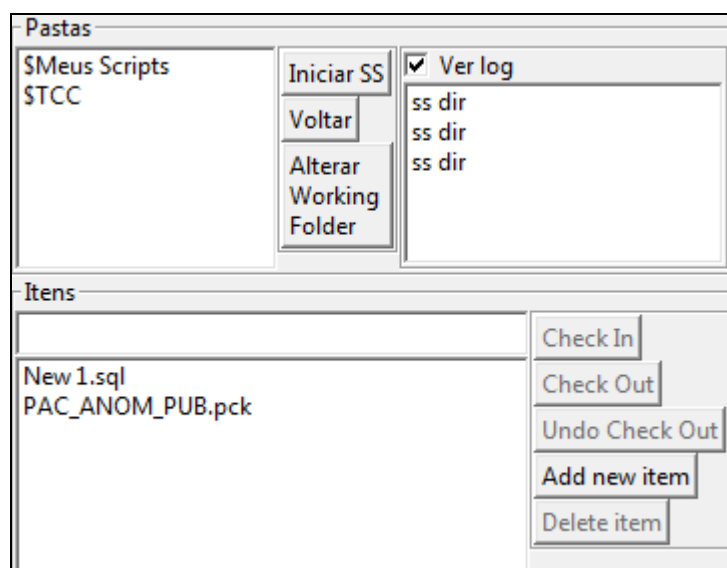 Pastas
$Meus Scripts
$TCC
Iniciar SS
Voltar
Alterar
Working
Folder
Ver log
ss dir
ss dir
ss dir
Itens
New 1.sql
PAC_ANOM_PUB.pck
Check In
Check Out
Undo Check Out
Add new item
Delete item